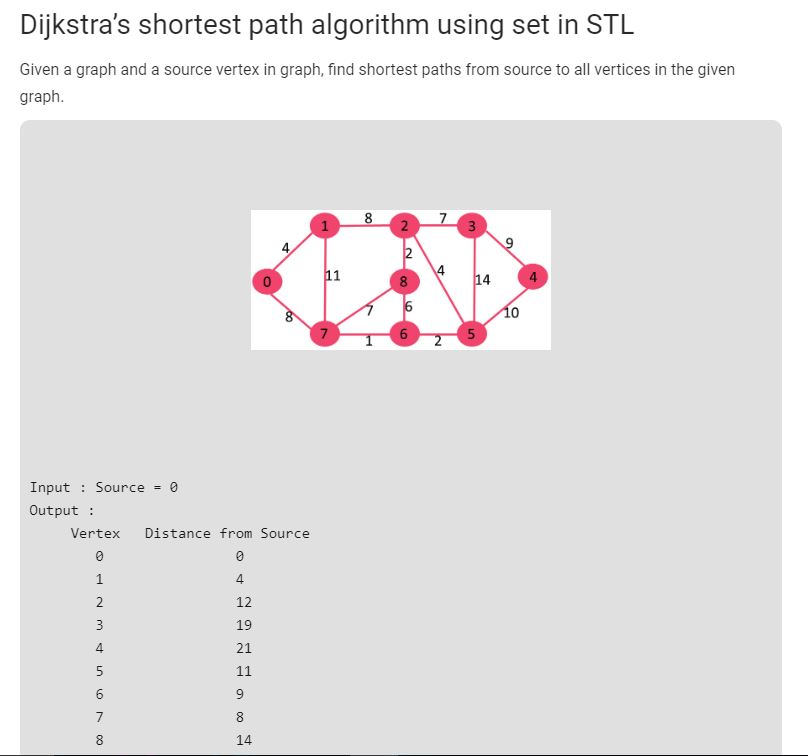 Dijkstra's shortest path algorithm using set in STL
Given a graph and a source vertex in graph, find shortest paths from source to all vertices in the given
graph.
1 8 2 7 3
4 9
2
0 11 8 4 14 4
8 7 6 10
7 1 6 2 5
Input : Source = 0
Output :
Vertex Distance from Source
0 0
1 4
2 12
3 19
4 21
5 11
6 9
7 8
8 14